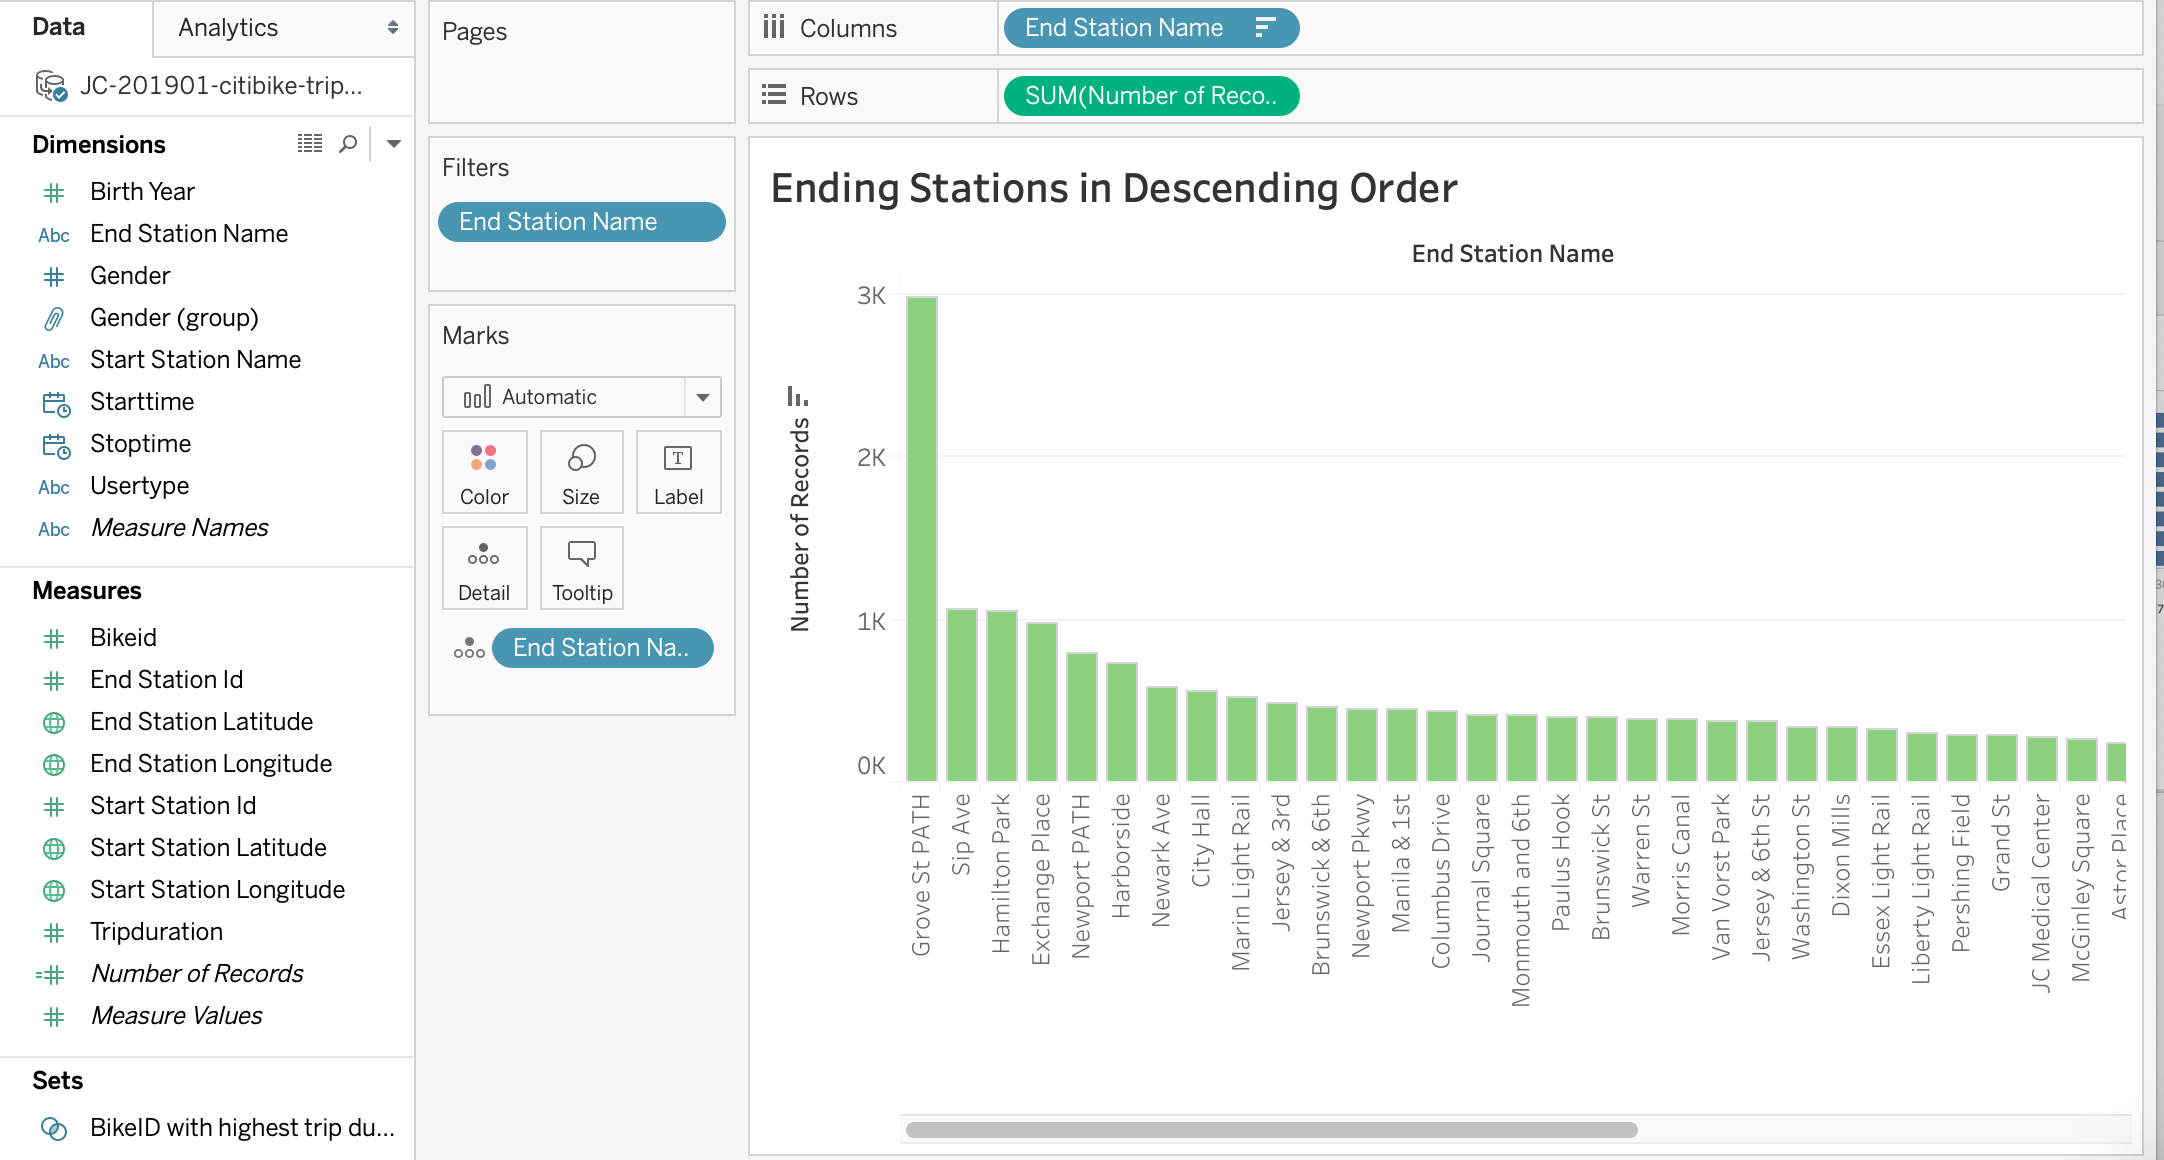 Data
Analytics
JC-201901-citibike-trip...
Dimensions
# Birth Year
Abc End Station Name
# Gender
Gender (group)
Abc Start Station Name
Starttime
Stoptime
Abc Usertype
Abc Measure Names
Measures
# Bikeid
# End Station Id
End Station Latitude
End Station Longitude
# Start Station Id
Start Station Latitude
Start Station Longitude
# Tripduration
=# Number of Records
# Measure Values
Sets
BikeID with highest trip du...
Pages
Filters
End Station Name
Marks
Automatic
Color
Size
T
Label
Detail
Tooltip
End Station Na..
Columns
End Station Name
Rows
SUM(Number of Reco..
Ending Stations in Descending Order
End Station Name
Number of Records
3K
2K
1K
0K
Grove St PATH
Sip Ave
Hamilton Park
Exchange Place
Newport PATH
Harborside
Newark Ave
City Hall
Marin Light Rail
Jersey & 3rd
Brunswick & 6th
Newport Pkwy
Manila & 1st
Columbus Drive
Journal Square
Monmouth and 6th
Paulus Hook
Brunswick St
Warren St
Morris Canal
Van Vorst Park
Jersey & 6th St
Washington St
Dixon Mills
Essex Light Rail
Liberty Light Rail
Pershing Field
Grand St
JC Medical Center
McGinley Square
Astor Place